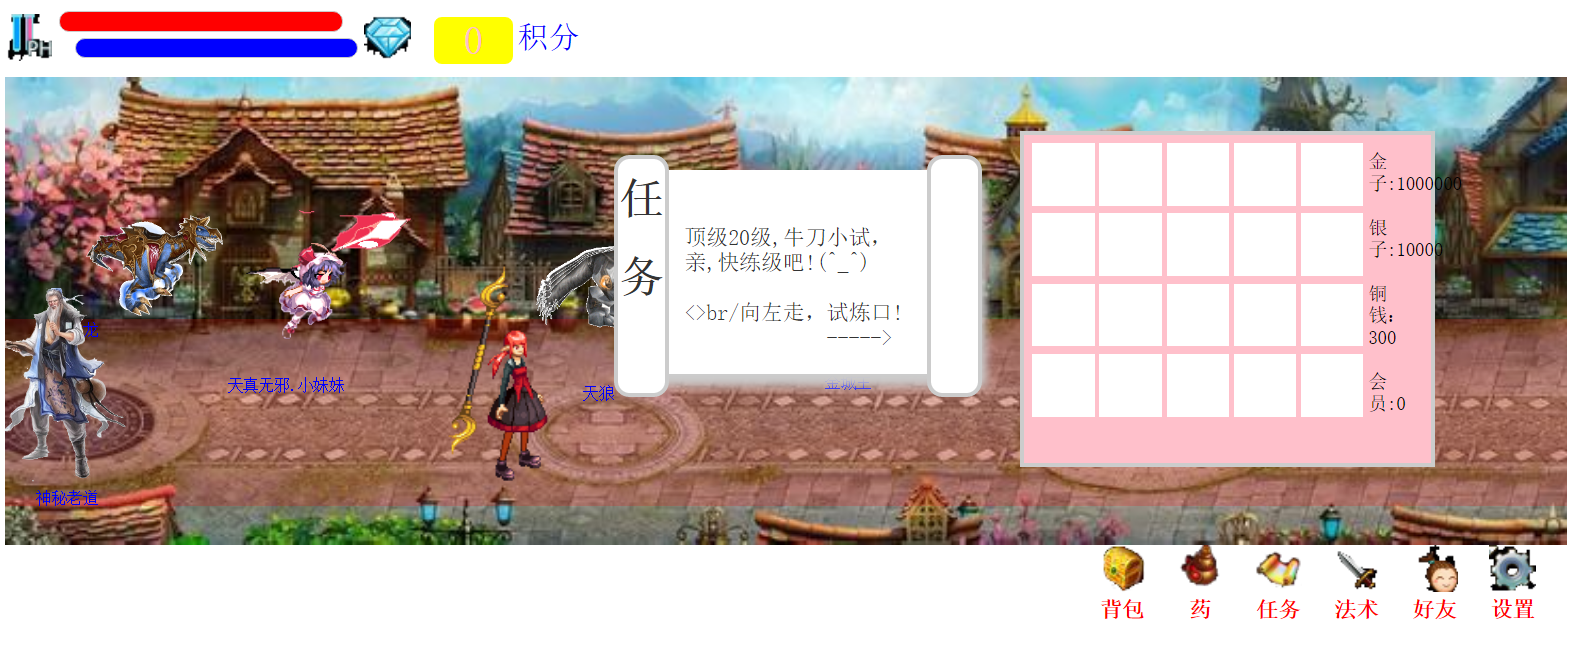 PH
0 积分
任
务
顶级20级,牛刀小试，
亲,快练级吧!(^_^)
<>br/向左走，试炼口!
----->
金
子:1000000
银
子:10000
铜
钱：
300
会
员:0
龙
天真无邪.小妹妹
天狼
神秘老道
背包 药 任务 法术 好友 设置